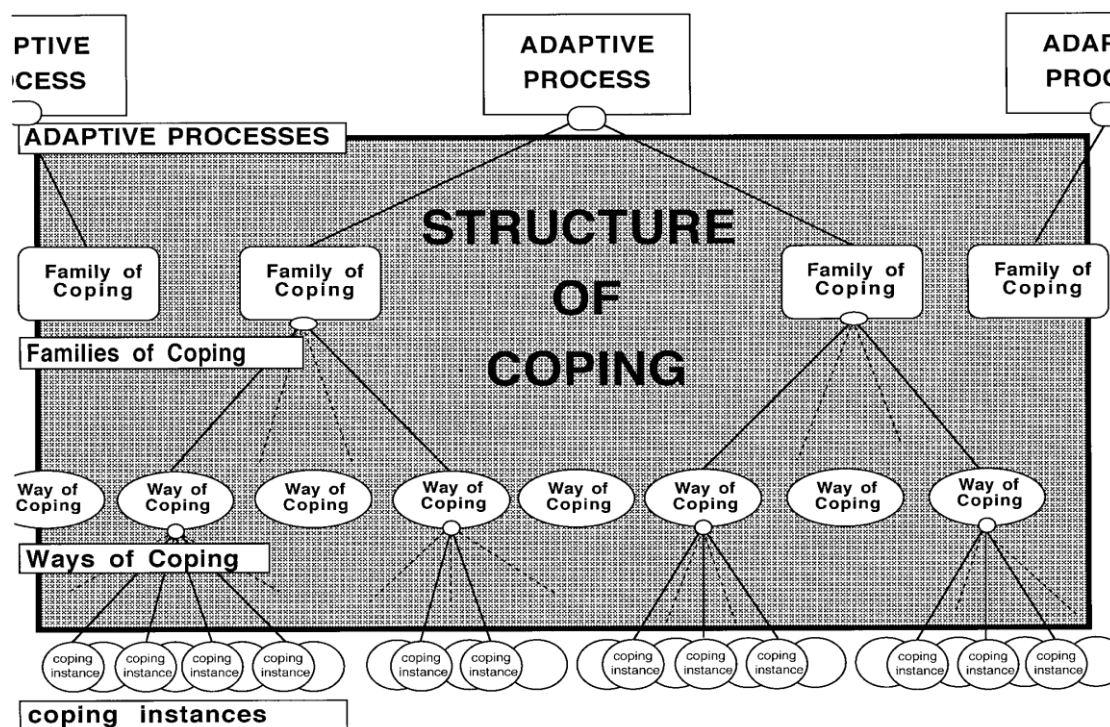 PTIVE
OCESS
ADAPTIVE
PROCESS
ADAP
PROC
ADAPTIVE PROCESSES
STRUCTURE
OF
COPING
Family of
Coping
Family of
Coping
Family of
Coping
Family of
Coping
Families of Coping
Way of
Coping
Way of
Coping
Way of
Coping
Way of
Coping
Way of
Coping
Way of
Coping
Way of
Coping
Way of
Coping
Ways of Coping
coping
instance
coping
instance
coping
instance
coping
instance
coping
instance
coping
instance
coping
instance
coping
instance
coping
instance
coping
instance
coping
instance
coping
instance
coping instances